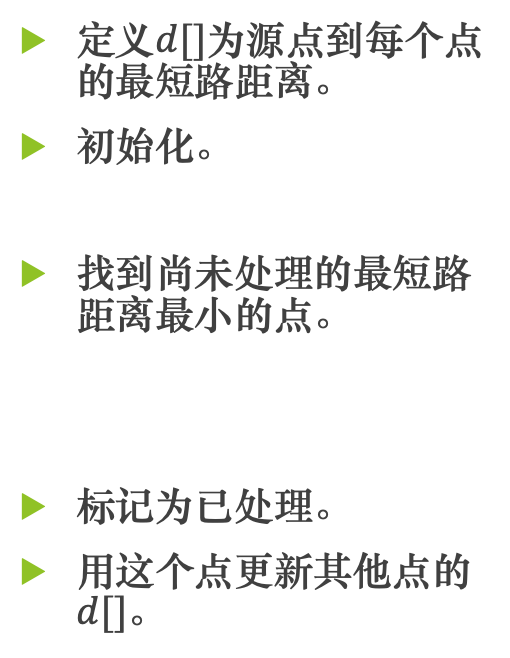 定义d[]为源点到每个点
的最短路距离。
初始化。
找到尚未处理的最短路
距离最小的点。
标记为已处理。
用这个点更新其他点的
d[]。